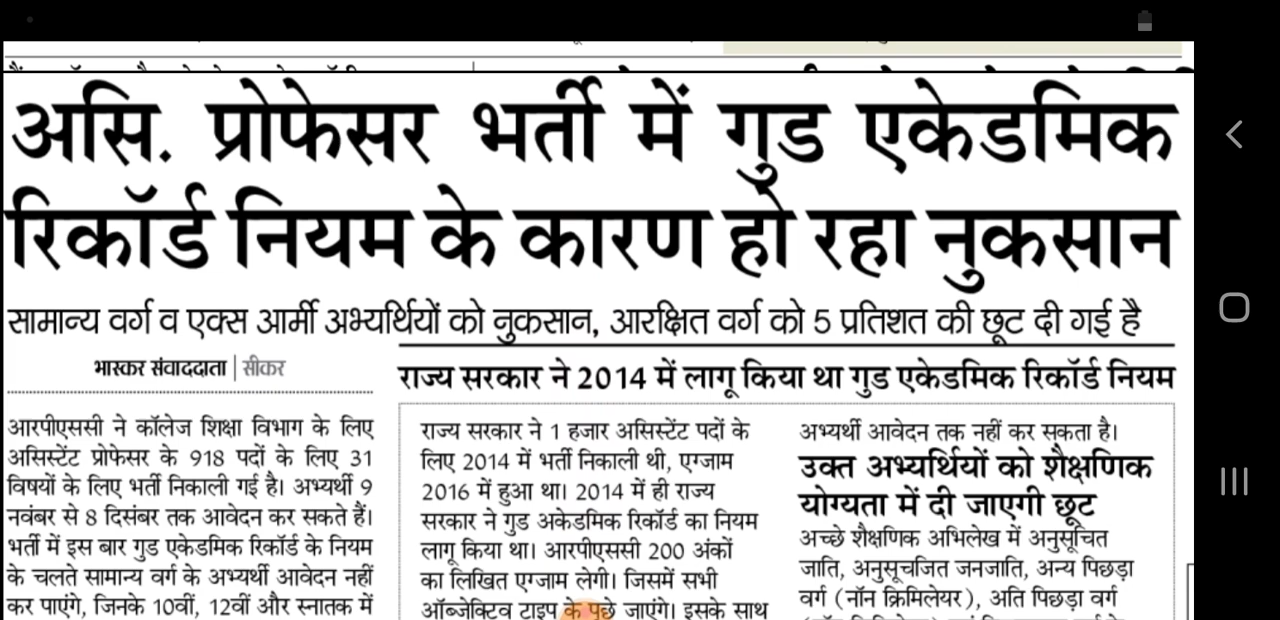 असि. प्रोफेसर भर्ती में गुड एकेडमिक
रिकॉर्ड नियम के कारण हो रहा नुकसान
सामान्य वर्ग व एक्स आर्मी अभ्यर्थियों को नुकसान, आरक्षित वर्ग को 5 प्रतिशत की छूट दी गई है
भास्कर संवाददाता | सीकर
आरपीएससी ने कॉलेज शिक्षा विभाग के लिए
असिस्टेंट प्रोफेसर के 918 पदों के लिए 31
विषयों के लिए भर्ती निकाली गई है। अभ्यर्थी 9
नवंबर से 8 दिसंबर तक आवेदन कर सकते हैं।
भर्ती में इस बार गुड एकेडमिक रिकॉर्ड के नियम
के चलते सामान्य वर्ग के अभ्यर्थी आवेदन नहीं
कर पाएंगे, जिनके 10वीं, 12वीं और स्नातक में
राज्य सरकार ने 2014 में लागू किया था गुड एकेडमिक रिकॉर्ड नियम
राज्य सरकार ने 1 हजार असिस्टेंट पदों के
लिए 2014 में भर्ती निकाली थी, एग्जाम
2016 में हुआ था। 2014 में ही राज्य
सरकार ने गुड अकेडमिक रिकॉर्ड का नियम
लागू किया था। आरपीएससी 200 अंकों
का लिखित एग्जाम लेगी। जिसमें सभी
ऑब्जेक्टिव टाइप के पूछे जाएंगे। इसके साथ
अभ्यर्थी आवेदन तक नहीं कर सकता है।
उक्त अभ्यर्थियों को शैक्षणिक
योग्यता में दी जाएगी छूट
अच्छे शैक्षणिक अभिलेख में अनुसूचित
जाति, अनुसूचजित जनजाति, अन्य पिछड़ा
वर्ग (नॉन क्रिमिलेयर), अति पिछड़ा वर्ग